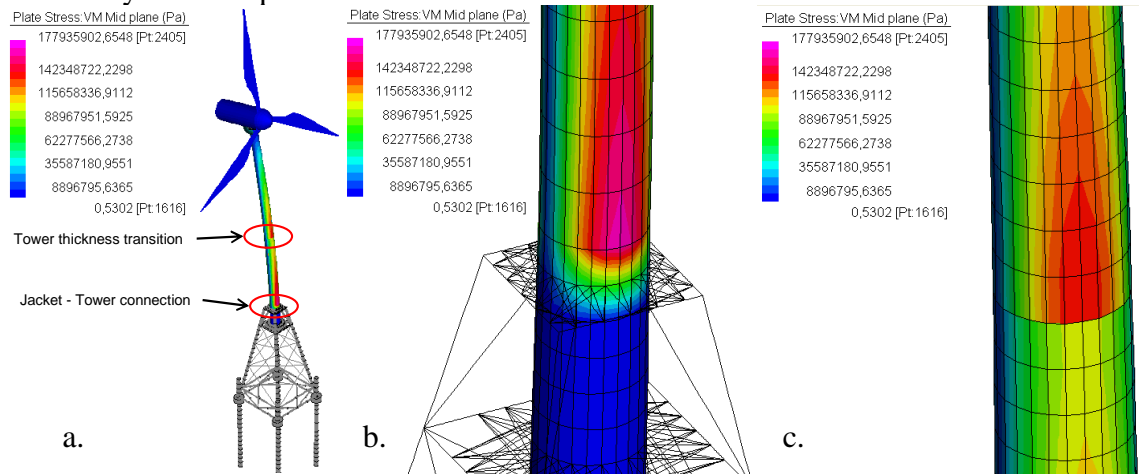 Plate Stress:VM Mid plane (Pa)
177935902,6548 [Pt:2405]
142348722,2298
115658336,9112
88967951,5925
62277566,2738
35587180,9551
8896795,6365
0,5302 [Pt:1616]
Tower thickness transition
Jacket - Tower connection
a.
Plate Stress:VM Mid plane (Pa)
177935902,6548 [Pt:2405]
142348722,2298
115658336,9112
88967951,5925
62277566,2738
35587180,9551
8896795,6365
0,5302 [Pt:1616]
b.
Plate Stress:VM Mid plane (Pa)
177935902,6548 [Pt:2405]
142348722,2298
115658336,9112
88967951,5925
62277566,2738
35587180,9551
8896795,6365
0,5302 [Pt:1616]
c.